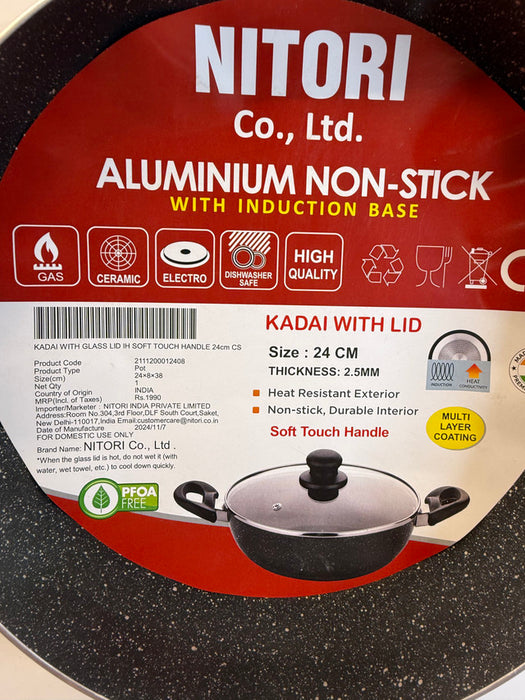 NITORI
Co., Ltd.
ALUMINIUM NON-STICK
WITH INDUCTION BASE
GAS
CERAMIC
ELECTRO
DISHWASHER
SAFE
HIGH
QUALITY
KADAI WITH GLASS LID IH SOFT TOUCH HANDLE 24cm CS
Product Code 2111200012408
Product Type Pot
Size(cm) 24×8×38
Net Qty 1
Country of Origin INDIA
MRP(Incl. of Taxes) Rs.1990
Importer/Marketer : NITORI INDIA PRIVATE LIMITED
Address:Room No.304,3rd Floor,DLF South Court,Saket,
New Delhi-110017,India Email:customercare@nitori.co.in
Date of Manufacture 2024/11/7
FOR DOMESTIC USE ONLY
Brand Name: NITORI Co., Ltd .
*When the glass lid is hot, do not wet it (with
water, wet towel, etc.) to cool down quickly.
PFOA
FREE
KADAI WITH LID
Size : 24 CM
THICKNESS: 2.5MM
Heat Resistant Exterior
Non-stick, Durable Interior
Soft Touch Handle
INDUCTION
HEAT
CONDUCTIVITY
MULTI
LAYER
COATING